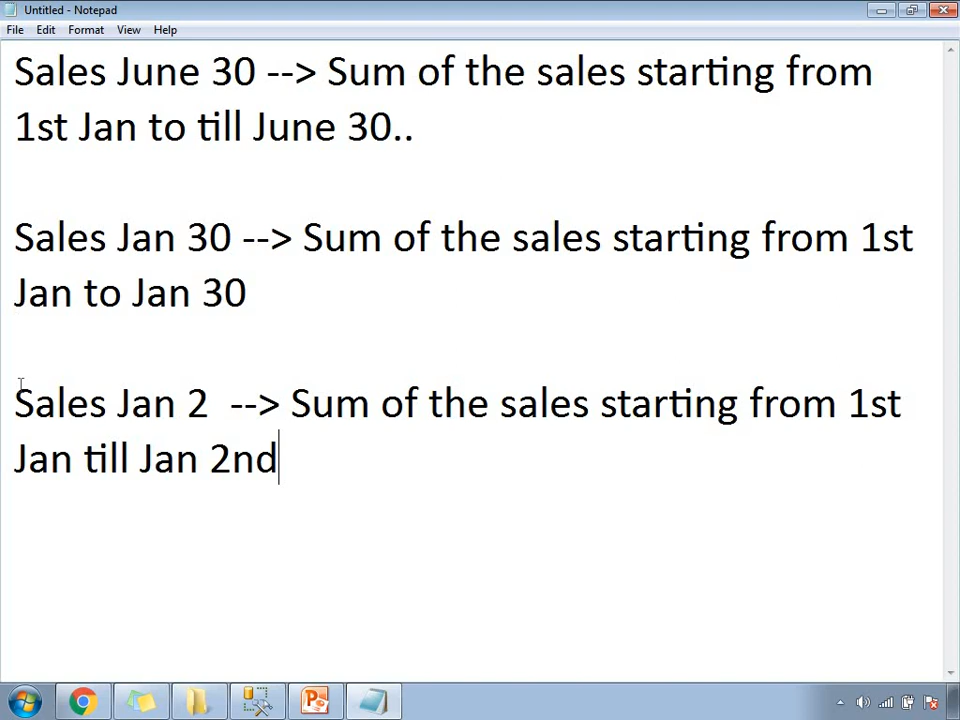 Untitled - Notepad
File Edit Format View Help
Sales June 30 --> Sum of the sales starting from
1st Jan to till June 30..
Sales Jan 30 --> Sum of the sales starting from 1st
Jan to Jan 30
Sales Jan 2  --> Sum of the sales starting from 1st
Jan till Jan 2nd